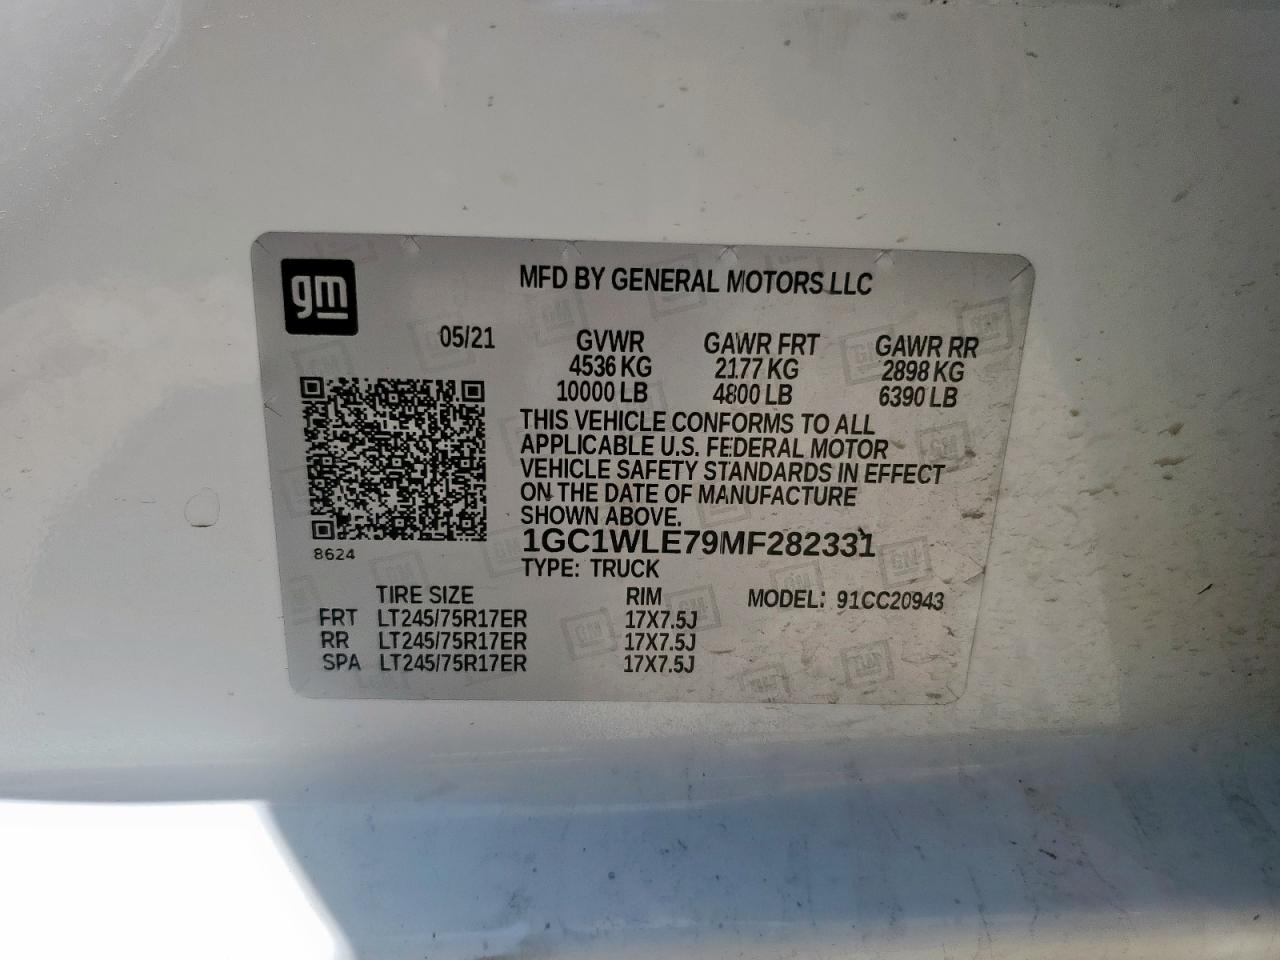 gm
MFD BY GENERAL MOTORS LLC
05/21 GVWR GAWR FRT GAWR RR
4536 KG 2177 KG 2898 KG
10000 LB 4800 LB 6390 LB
THIS VEHICLE CONFORMS TO ALL
APPLICABLE U.S. FEDERAL MOTOR
VEHICLE SAFETY STANDARDS IN EFFECT
ON THE DATE OF MANUFACTURE
SHOWN ABOVE.
8624
1GC1WLE79MF282331
TYPE: TRUCK
TIRE SIZE RIM MODEL: 91CC20943
FRT LT245/75R17ER 17X7.5J
RR LT245/75R17ER 17X7.5J
SPA LT245/75R17ER 17X7.5J